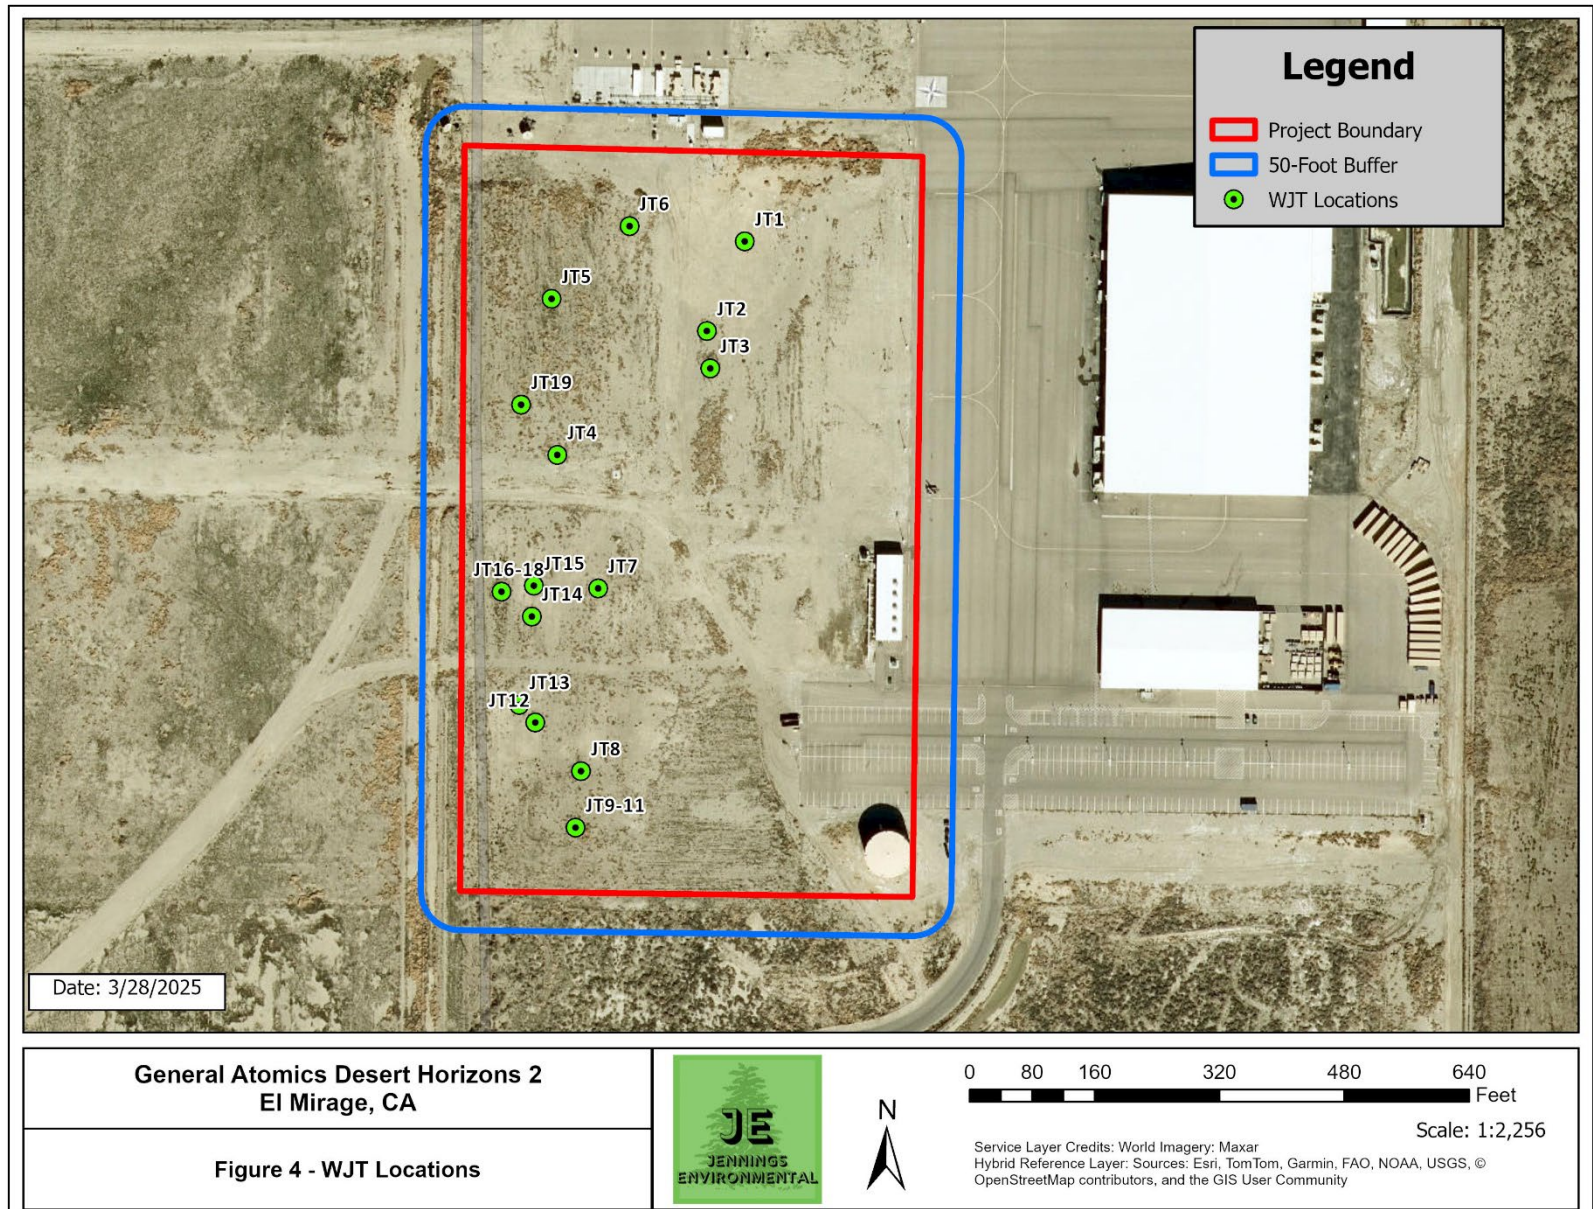 Legend
Project Boundary
50-Foot Buffer
WJT Locations
JT6
JT1
JT5
JT2
JT3
JT19
JT4
JT16-18
JT15
JT7
JT14
JT13
JT12
JT8
JT9-11
Date: 3/28/2025
General Atomics Desert Horizons 2
El Mirage, CA
Figure 4 - WJT Locations
JE
JENNINGS
ENVIRONMENTAL
N
0 80 160 320 480 640
Feet
Scale: 1:2,256
Service Layer Credits: World Imagery: Maxar
Hybrid Reference Layer: Sources: Esri, TomTom, Garmin, FAO, NOAA, USGS, ©
OpenStreetMap contributors, and the GIS User Community